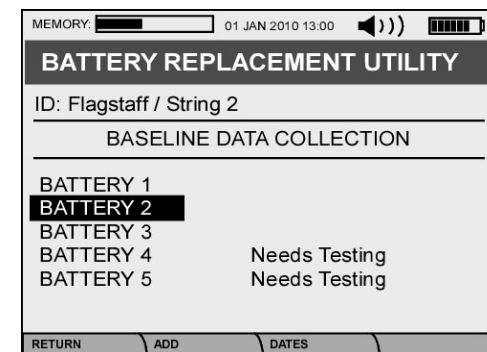 MEMORY: 01 JAN 2010 13:00
BATTERY REPLACEMENT UTILITY
ID: Flagstaff / String 2
BASELINE DATA COLLECTION
BATTERY 1
BATTERY 2
BATTERY 3
BATTERY 4 Needs Testing
BATTERY 5 Needs Testing
RETURN ADD DATES